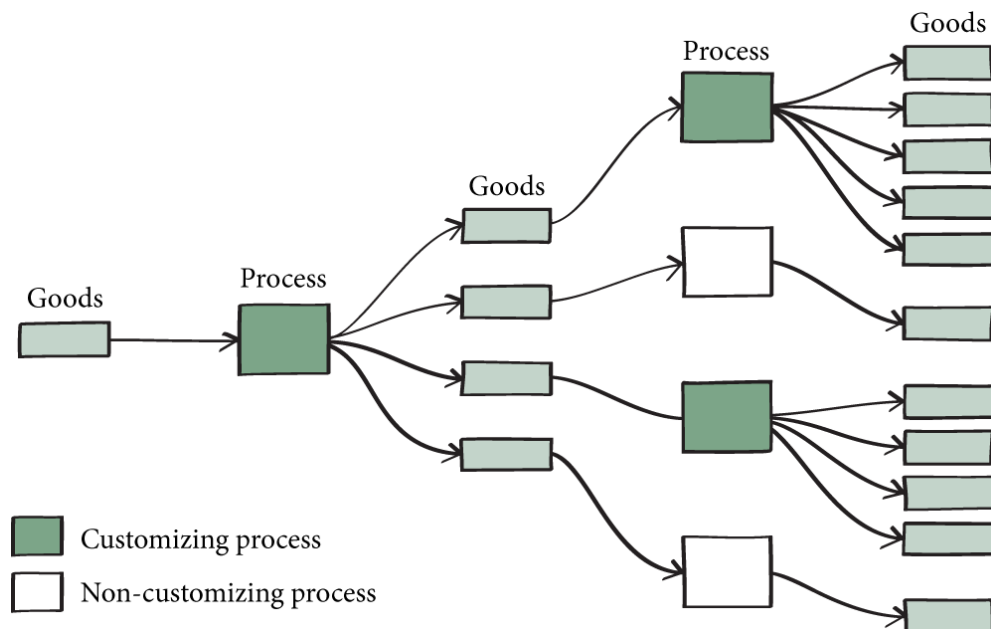 Goods
Process
Goods
Process
Goods
Customizing process
Non-customizing process